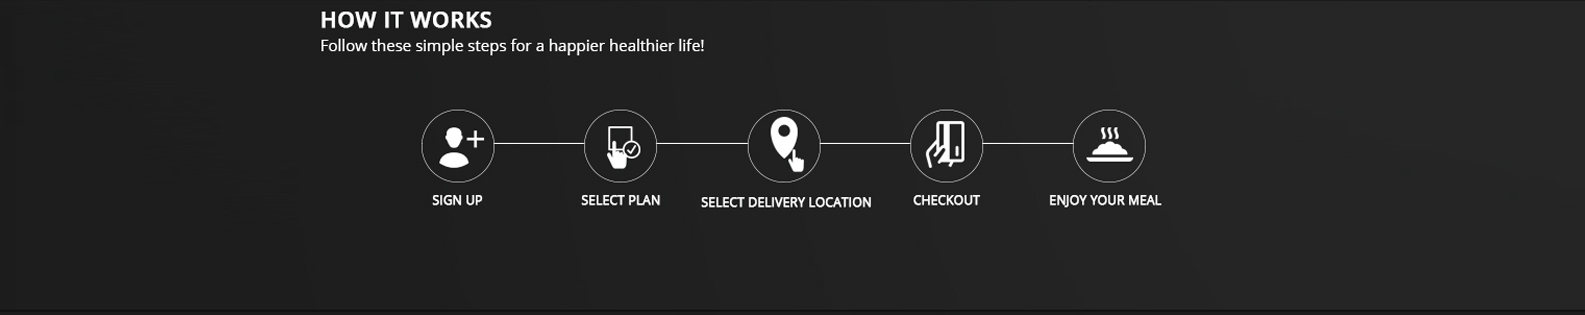 HOW IT WORKS
Follow these simple steps for a happier healthier life!
SIGN UP
SELECT PLAN
SELECT DELIVERY LOCATION
CHECKOUT
ENJOY YOUR MEAL